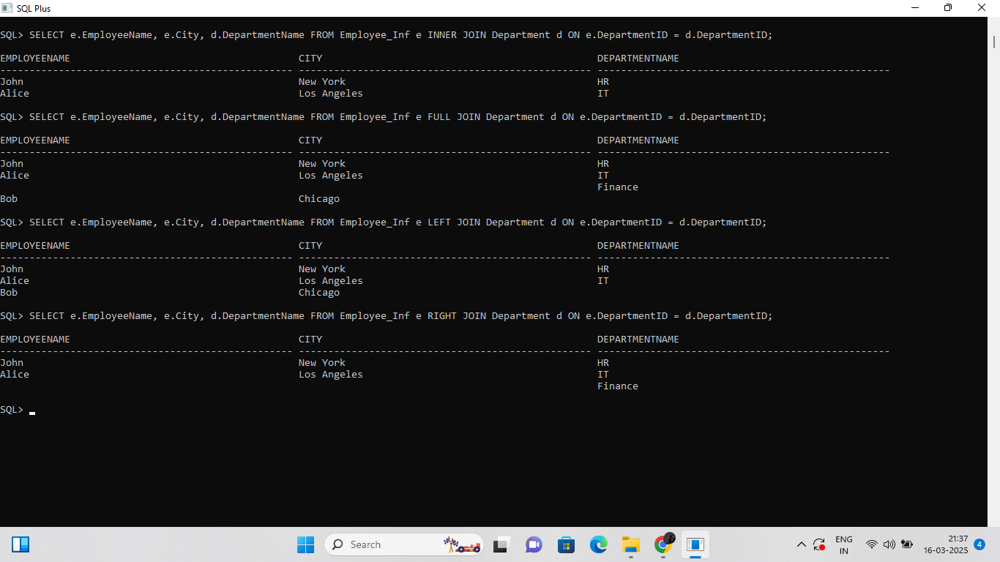 SQL Plus
SQL> SELECT e.EmployeeName, e.City, d.DepartmentName FROM Employee_Inf e INNER JOIN Department d ON e.DepartmentID = d.DepartmentID;
EMPLOYEENAME CITY DEPARTMENTNAME
-------------------------------------------------- -------------------------------------------------- --------------------------------------------------
John New York HR
Alice Los Angeles IT
SQL> SELECT e.EmployeeName, e.City, d.DepartmentName FROM Employee_Inf e FULL JOIN Department d ON e.DepartmentID = d.DepartmentID;
EMPLOYEENAME CITY DEPARTMENTNAME
-------------------------------------------------- -------------------------------------------------- --------------------------------------------------
John New York HR
Alice Los Angeles IT
Finance
Bob Chicago
SQL> SELECT e.EmployeeName, e.City, d.DepartmentName FROM Employee_Inf e LEFT JOIN Department d ON e.DepartmentID = d.DepartmentID;
EMPLOYEENAME CITY DEPARTMENTNAME
-------------------------------------------------- -------------------------------------------------- --------------------------------------------------
John New York HR
Alice Los Angeles IT
Bob Chicago
SQL> SELECT e.EmployeeName, e.City, d.DepartmentName FROM Employee_Inf e RIGHT JOIN Department d ON e.DepartmentID = d.DepartmentID;
EMPLOYEENAME CITY DEPARTMENTNAME
-------------------------------------------------- -------------------------------------------------- --------------------------------------------------
John New York HR
Alice Los Angeles IT
Finance
SQL>
Search
ENG
IN
21:37
16-03-2025
4